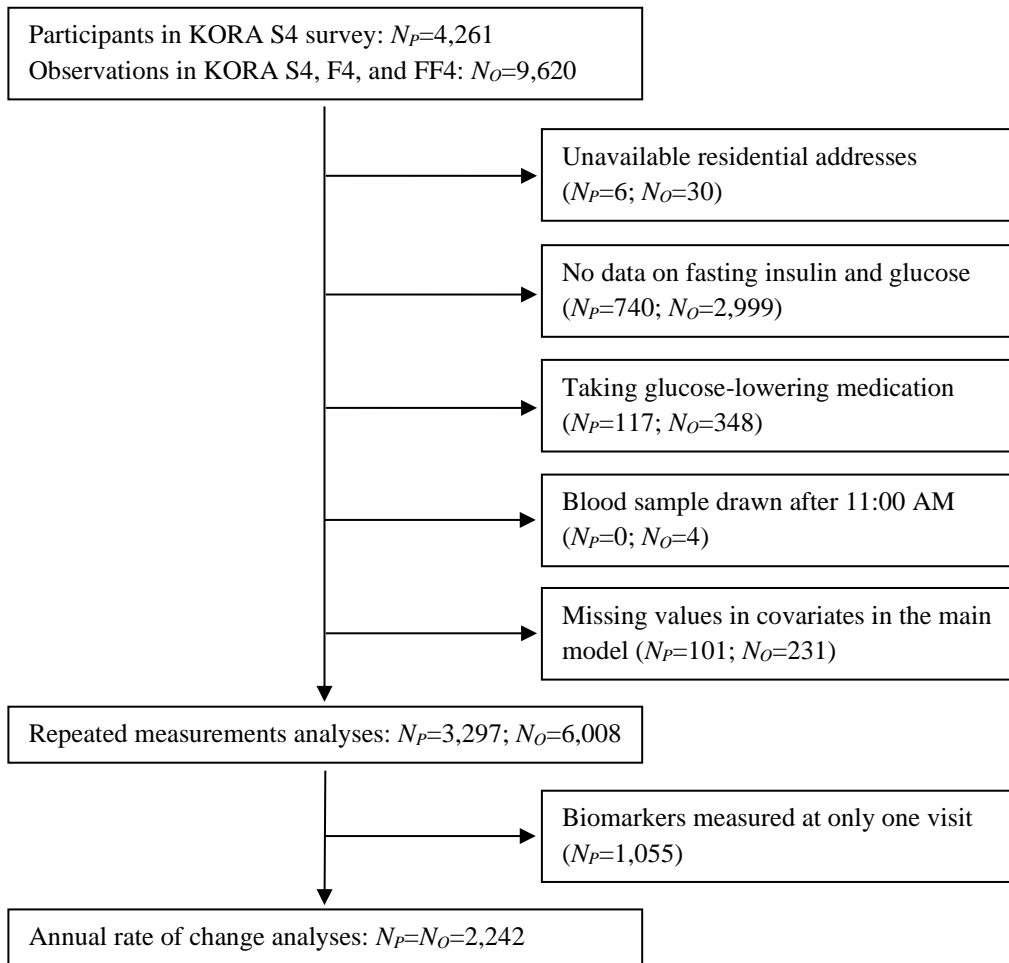 Participants in KORA S4 survey: NP=4,261
Observations in KORA S4, F4, and FF4: NO=9,620
Unavailable residential addresses
(NP=6; NO=30)
No data on fasting insulin and glucose
(NP=740; NO=2,999)
Taking glucose-lowering medication
(NP=117; NO=348)
Blood sample drawn after 11:00 AM
(NP=0; NO=4)
Missing values in covariates in the main
model (NP=101; NO=231)
Repeated measurements analyses: NP=3,297; NO=6,008
Biomarkers measured at only one visit
(NP=1,055)
Annual rate of change analyses: NP=NO=2,242